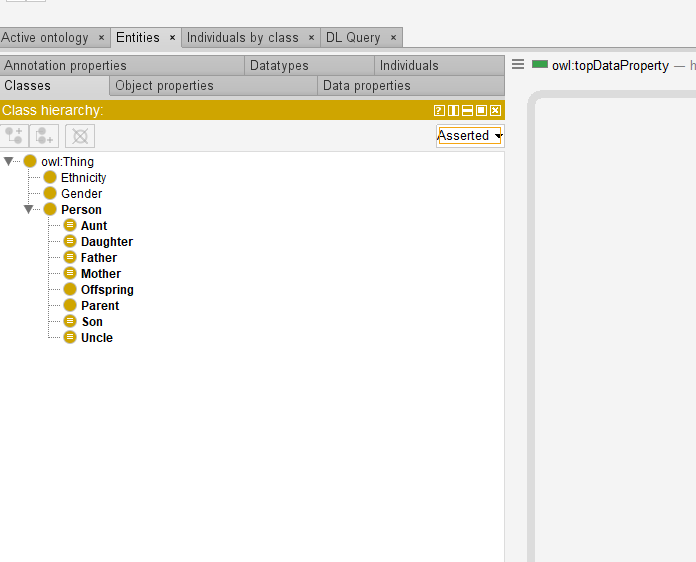 Active ontology × Entities × Individuals by class × DL Query ×
Annotation properties Datatypes Individuals
Classes Object properties Data properties
Class hierarchy:
Asserted
owl:Thing
Ethnicity
Gender
Person
Aunt
Daughter
Father
Mother
Offspring
Parent
Son
Uncle
owl:topDataProperty —